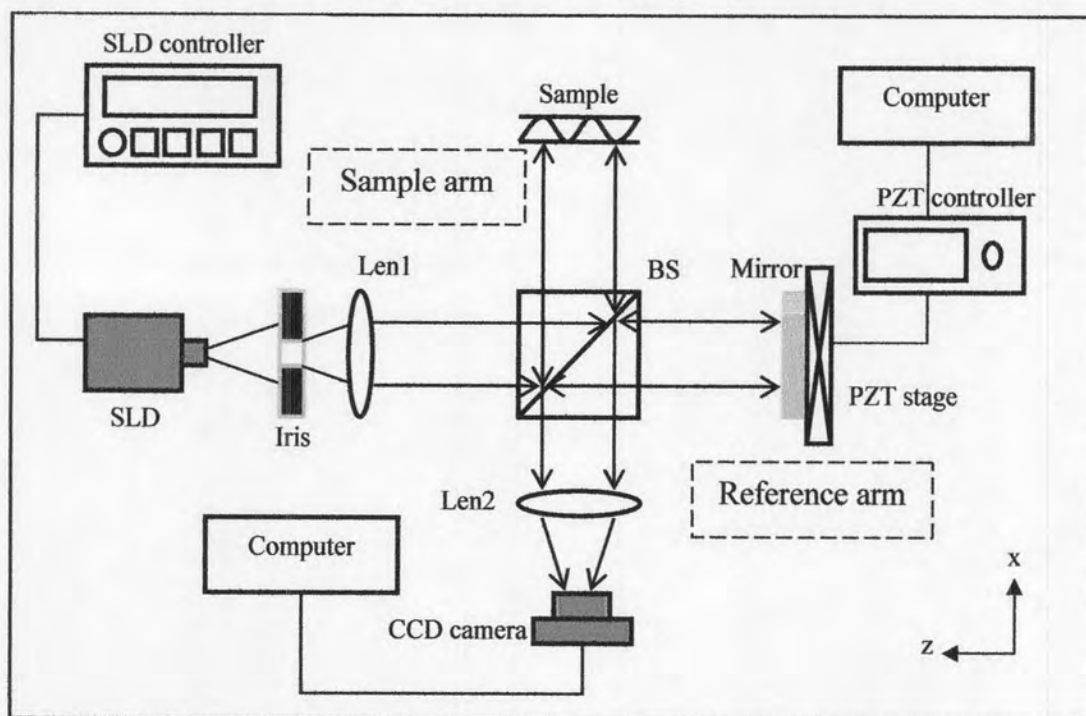 SLD controller
Sample
Computer
Sample arm
PZT controller
Len1
BS
Mirror
SLD
Iris
PZT stage
Len2
Reference arm
Computer
CCD camera
x
z